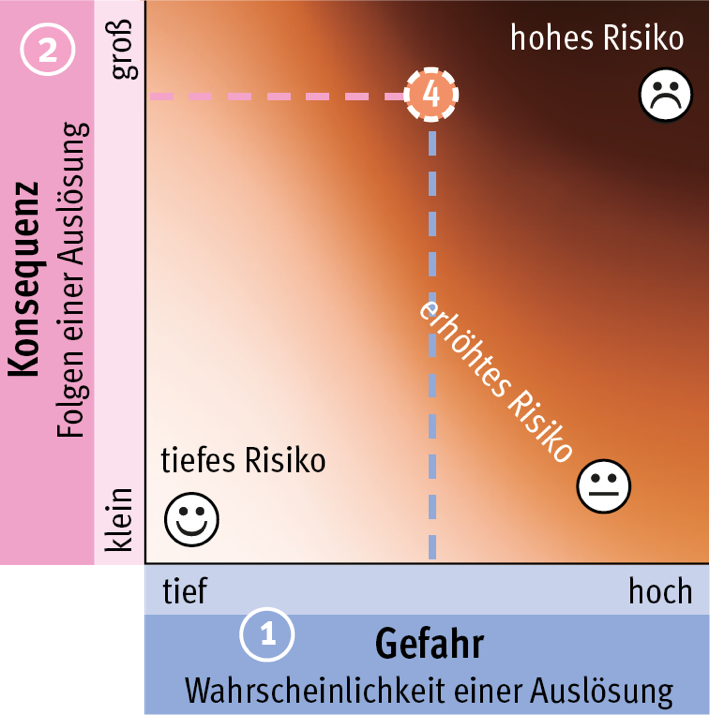 2
groß
hohes Risiko
4
Konsequenz
Folgen einer Auslösung
erhöhtes Risiko
tiefes Risiko
klein
tief
hoch
1
Gefahr
Wahrscheinlichkeit einer Auslösung